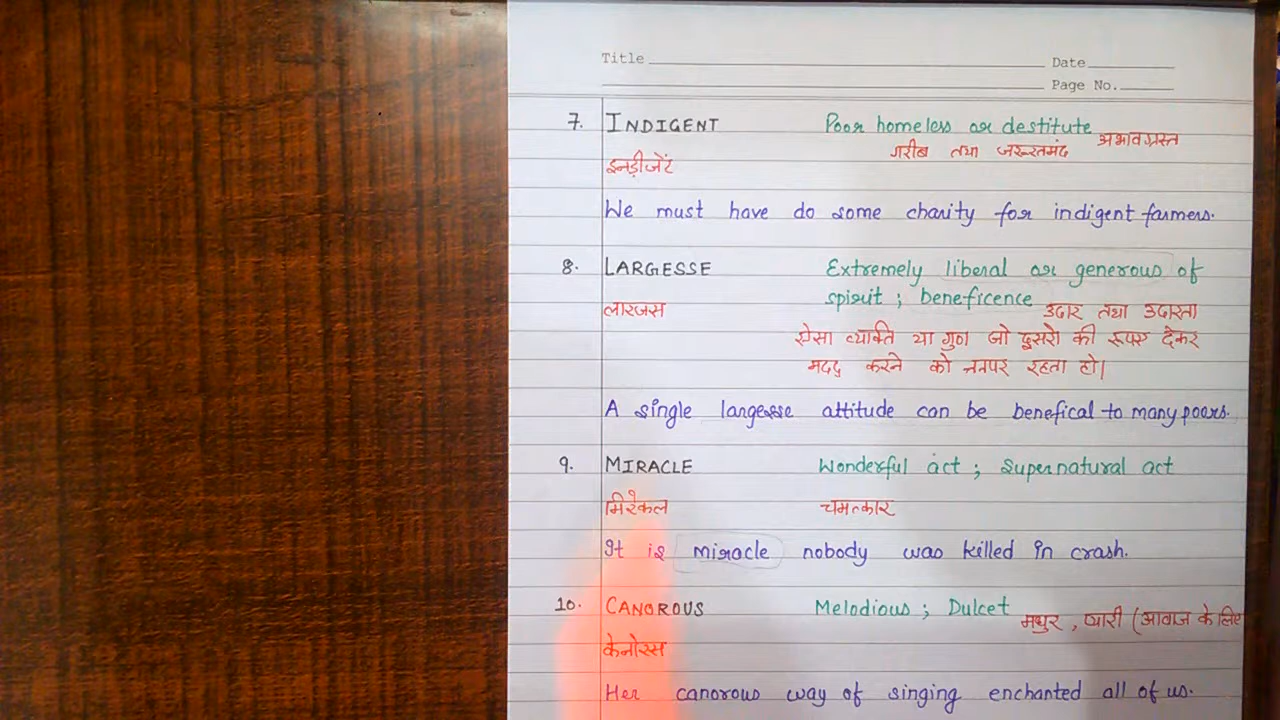 Title Date
Page No.
7. INDIGENT Poor homeless or destitute अभावग्रस्त
गरीब तथा जरूरतमंद
इनड़ीजेंट
We must have do some charity for indigent farmers.
8. LARGESSE Extremely liberal or generous of
spirit ; beneficence उदार तथा उदारता
लारजस
ऐसा व्यक्ति या गुण जो दुसरो की रूपए देकर
मदद करने को तत्पर रहता हो।
A single largesse attitude can be benefical to many poors.
9. MIRACLE Wonderful act ; Supernatural act
मिरेकल चमत्कार
It is miracle nobody was killed in crash.
10. CANOROUS Melodious ; Dulcet मधुर , प्यारी (आवाज के लिए
केनोरस
Her canorous way of singing enchanted all of us.